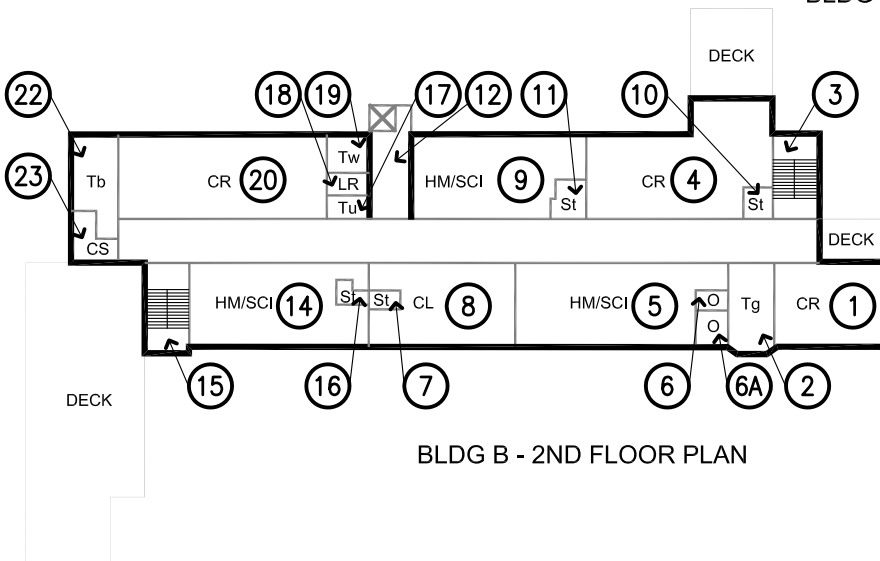 BLDG
DECK
22
18
19
17
12
11
10
3
Tw
Tb
CR
20
LR
HM/SCI
9
CR
4
23
Tu
St
St
CS
DECK
HM/SCI
14
St
St
CL
8
HM/SCI
5
O
Tg
CR
1
O
15
16
7
6
6A
2
DECK
BLDG B - 2ND FLOOR PLAN